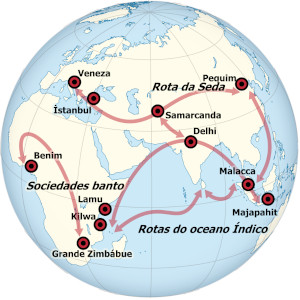 Veneza
Pequim
Rota da Seda
Ístanbul
Samarcanda
Delhi
Benim
Malacca
Sociedades banto
Lamu
Kilwa
Majapahit
Rotas do oceano Índico
Grande Zimbábue